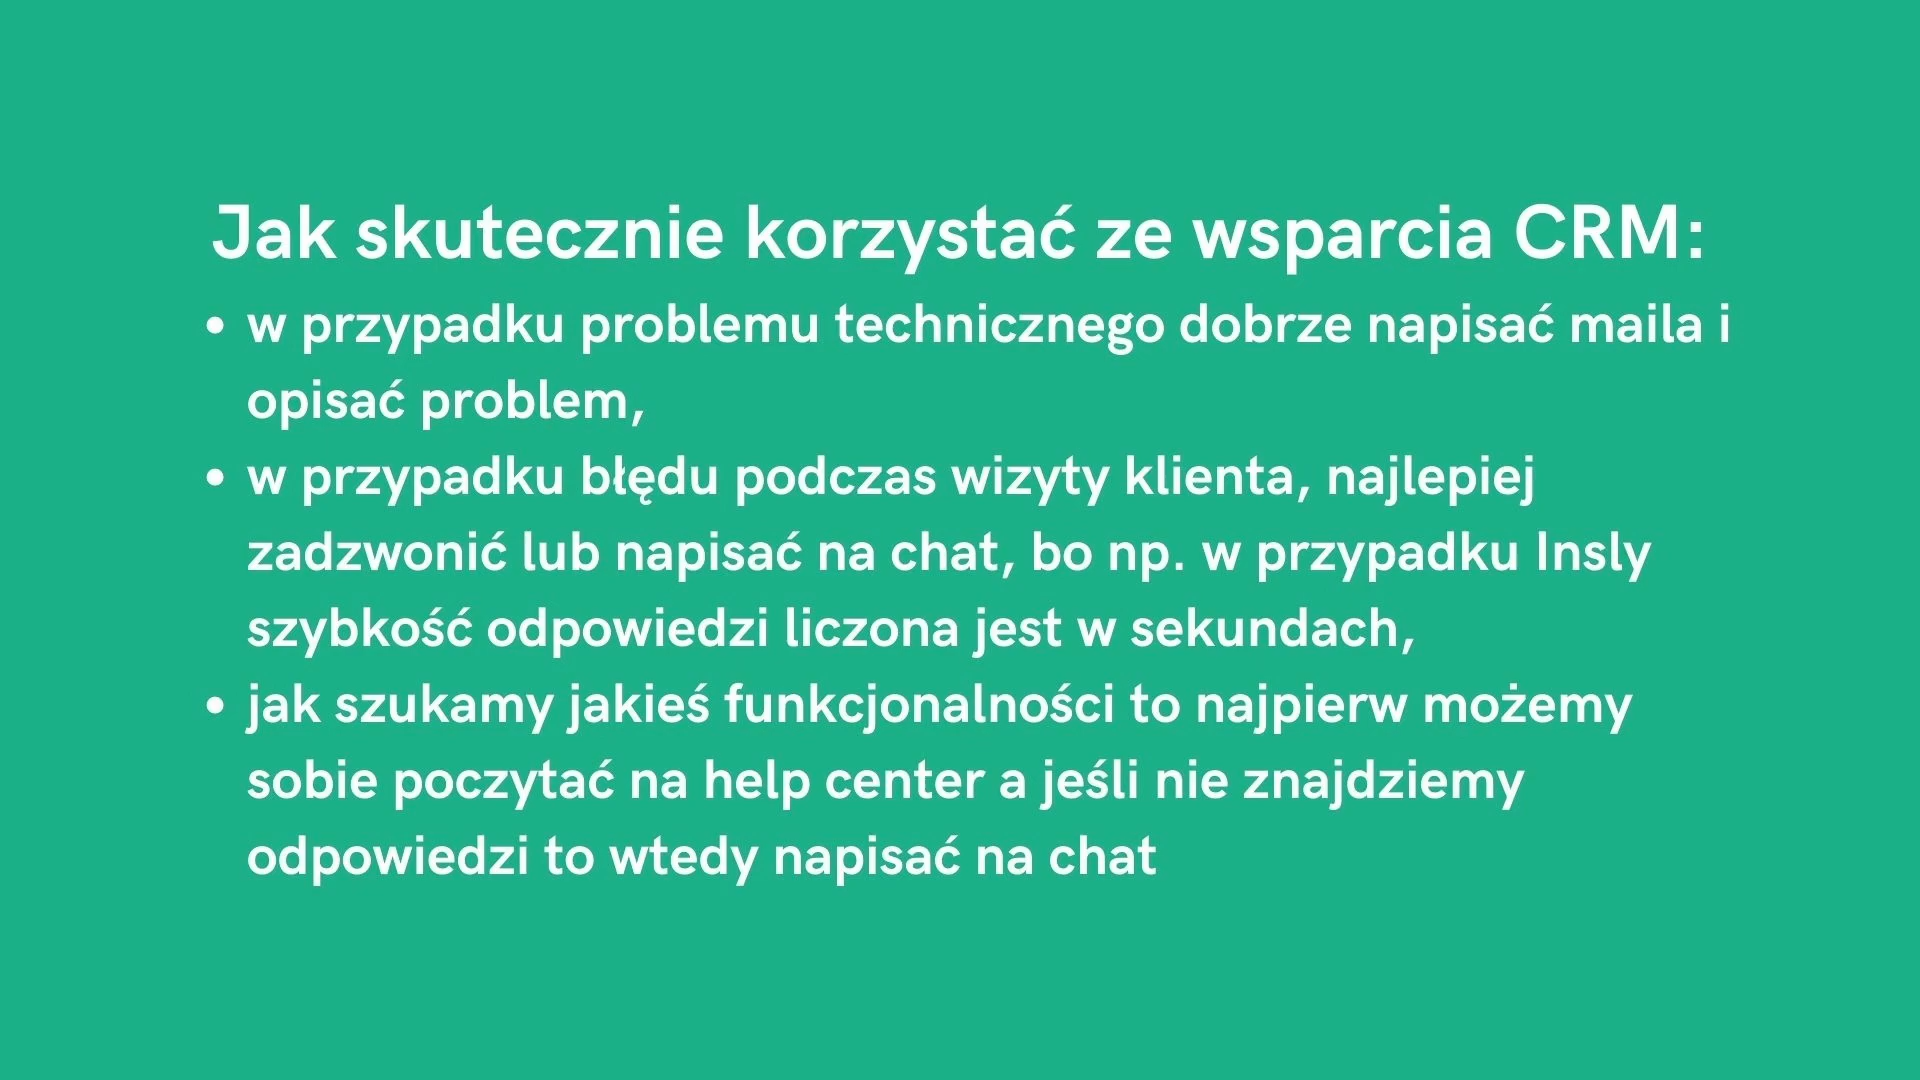 Jak skutecznie korzystać ze wsparcia CRM:
• w przypadku problemu technicznego dobrze napisać maila i
opisać problem,
• w przypadku błędu podczas wizyty klienta, najlepiej
zadzwonić lub napisać na chat, bo np. w przypadku Insly
szybkość odpowiedzi liczona jest w sekundach,
• jak szukamy jakieś funkcjonalności to najpierw możemy
sobie poczytać na help center a jeśli nie znajdziemy
odpowiedzi to wtedy napisać na chat